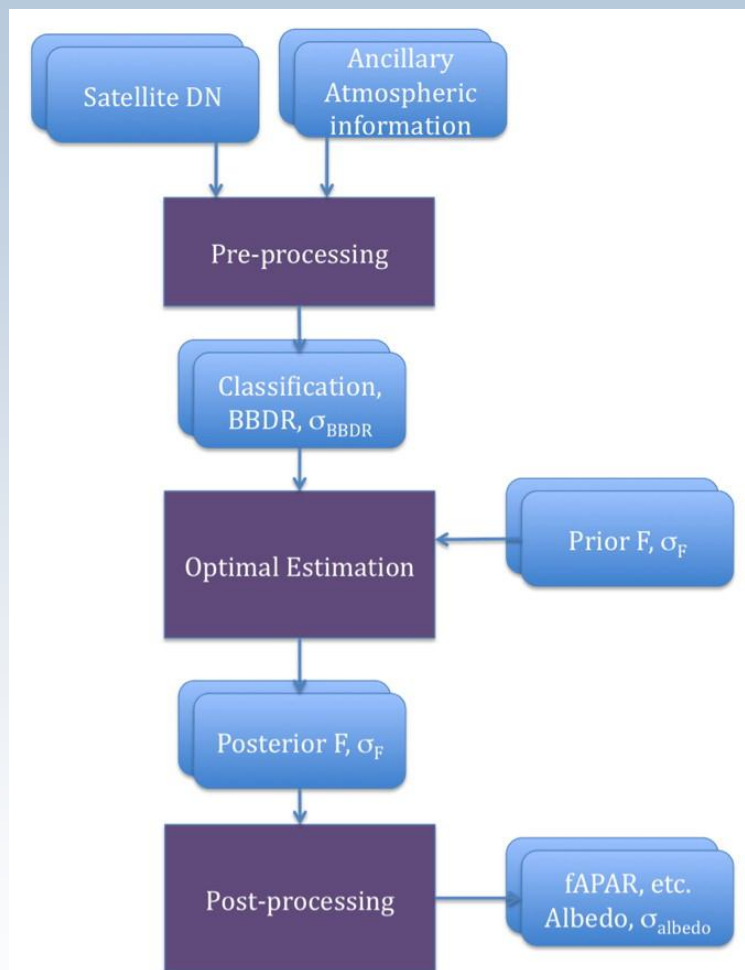 Satellite DN
Ancillary
Atmospheric
information
Pre-processing
Classification,
BBDR, σBBDR
Optimal Estimation
Prior F, σF
Posterior F, σF
Post-processing
fAPAR, etc.
Albedo, σalbedo